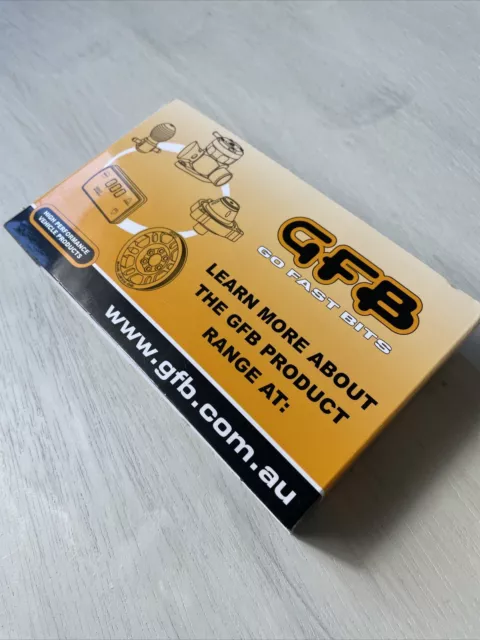 GFB
GO FAST BITS
HIGH PERFORMANCE
VEHICLE PRODUCTS
LEARN MORE ABOUT
THE GFB PRODUCT
RANGE AT:
www.gfb.com.au